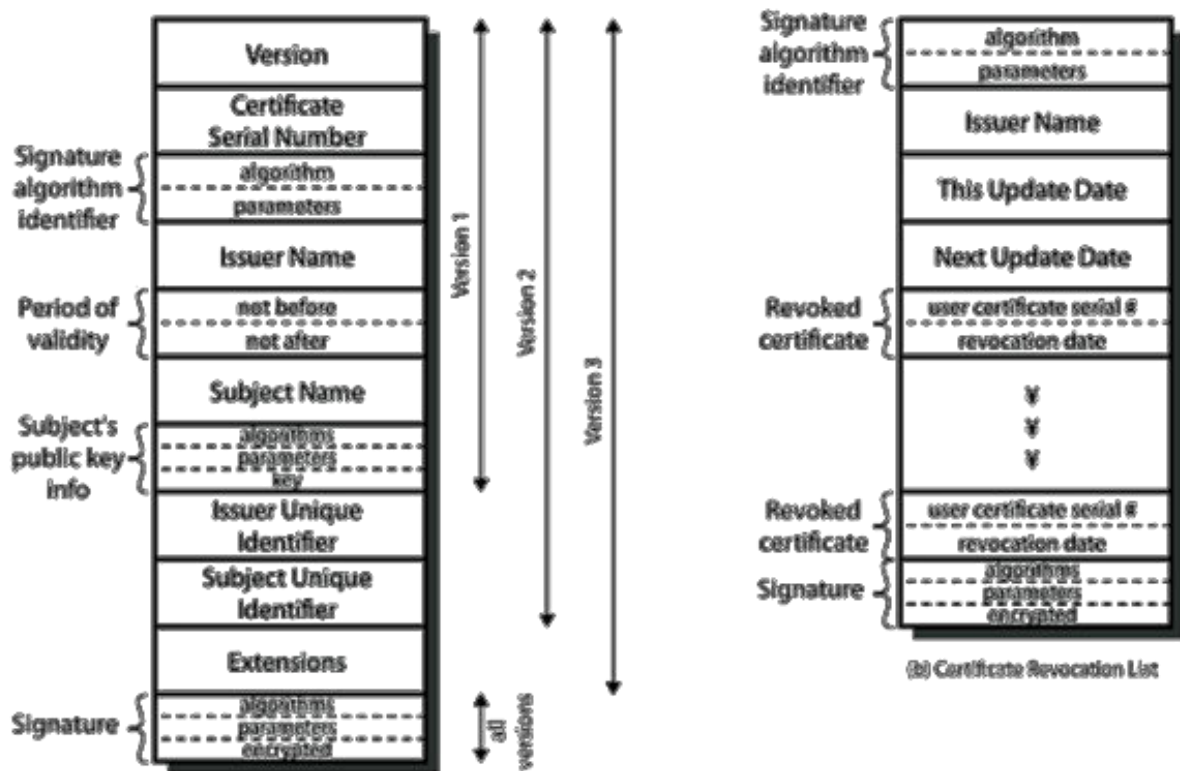 Version
Certificate
Serial Number
Signature
algorithm
identifier
algorithm
parameters
Issuer Name
Period of
validity
not before
not after
Subject Name
Subject's
public key
info
algorithms
parameters
key
Issuer Unique
Identifier
Subject Unique
Identifier
Extensions
Signature
algorithms
parameters
encrypted
Version 1
Version 2
Version 3
all
versions
Signature
algorithm
identifier
algorithm
parameters
Issuer Name
This Update Date
Next Update Date
Revoked
certificate
user certificate serial #
revocation date
¥
¥
¥
Revoked
certificate
user certificate serial #
revocation date
Signature
algorithms
parameters
encrypted
(b) Certificate Revocation List